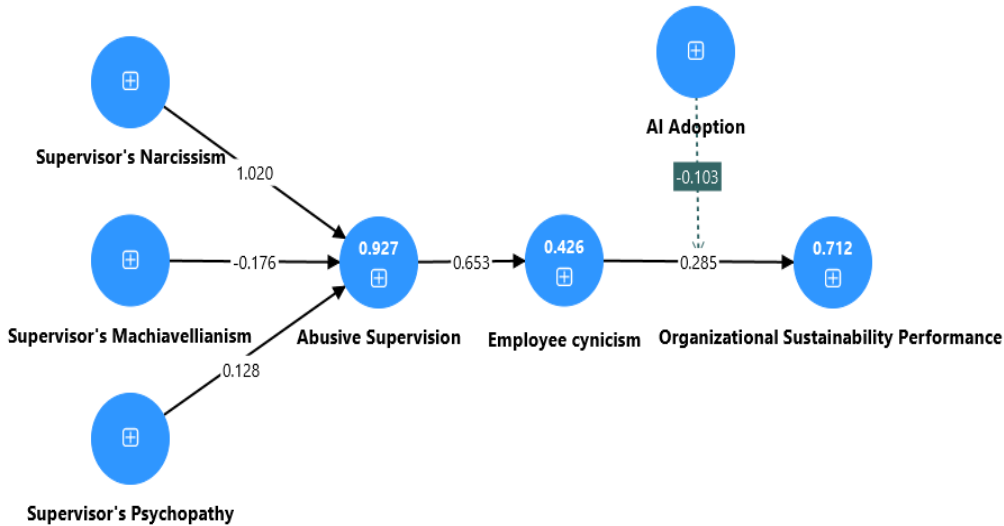 Supervisor's Narcissism
1.020
AI Adoption
-0.103
Supervisor's Machiavellianism
-0.176
0.927
Abusive Supervision
0.653
0.426
Employee cynicism
0.285
0.712
Organizational Sustainability Performance
0.128
Supervisor's Psychopathy